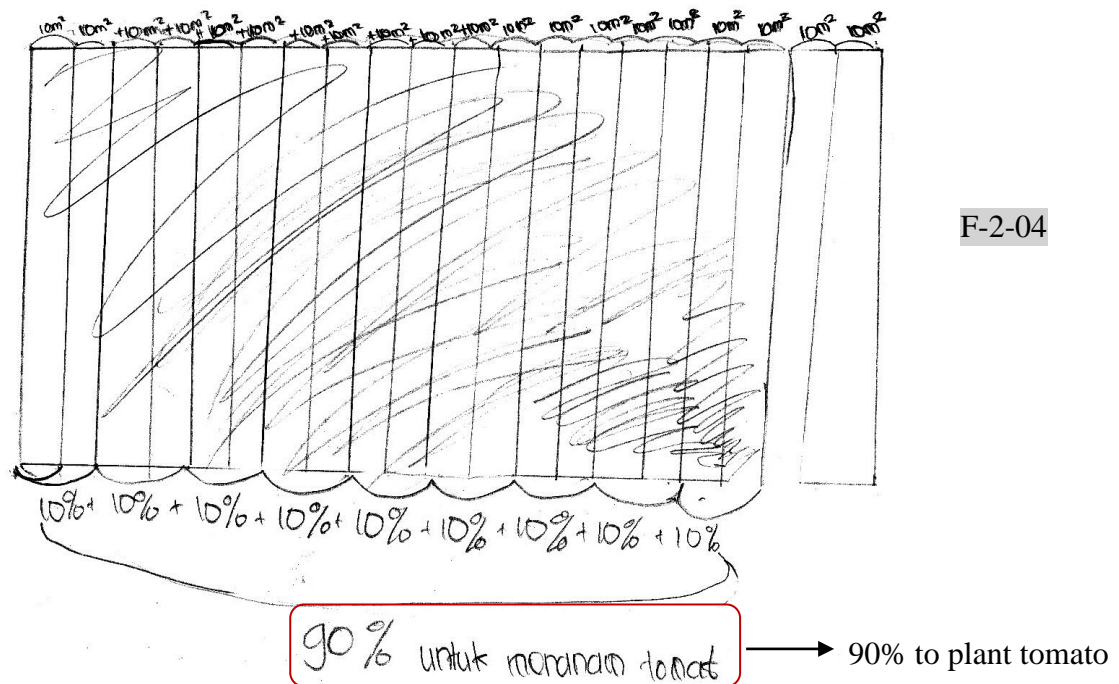 10m² 10m² +10m² +10m² + 10m² +10m² +10m² +10m² +10m² +10m² +10m² 10m² 10m² 10m² 10m² 10m² 10m² 10m² 10m² 10m²
F-2-04
10% + 10% + 10% + 10% + 10% + 10% + 10% + 10% + 10%
90% untuk menanam tomat
90% to plant tomato